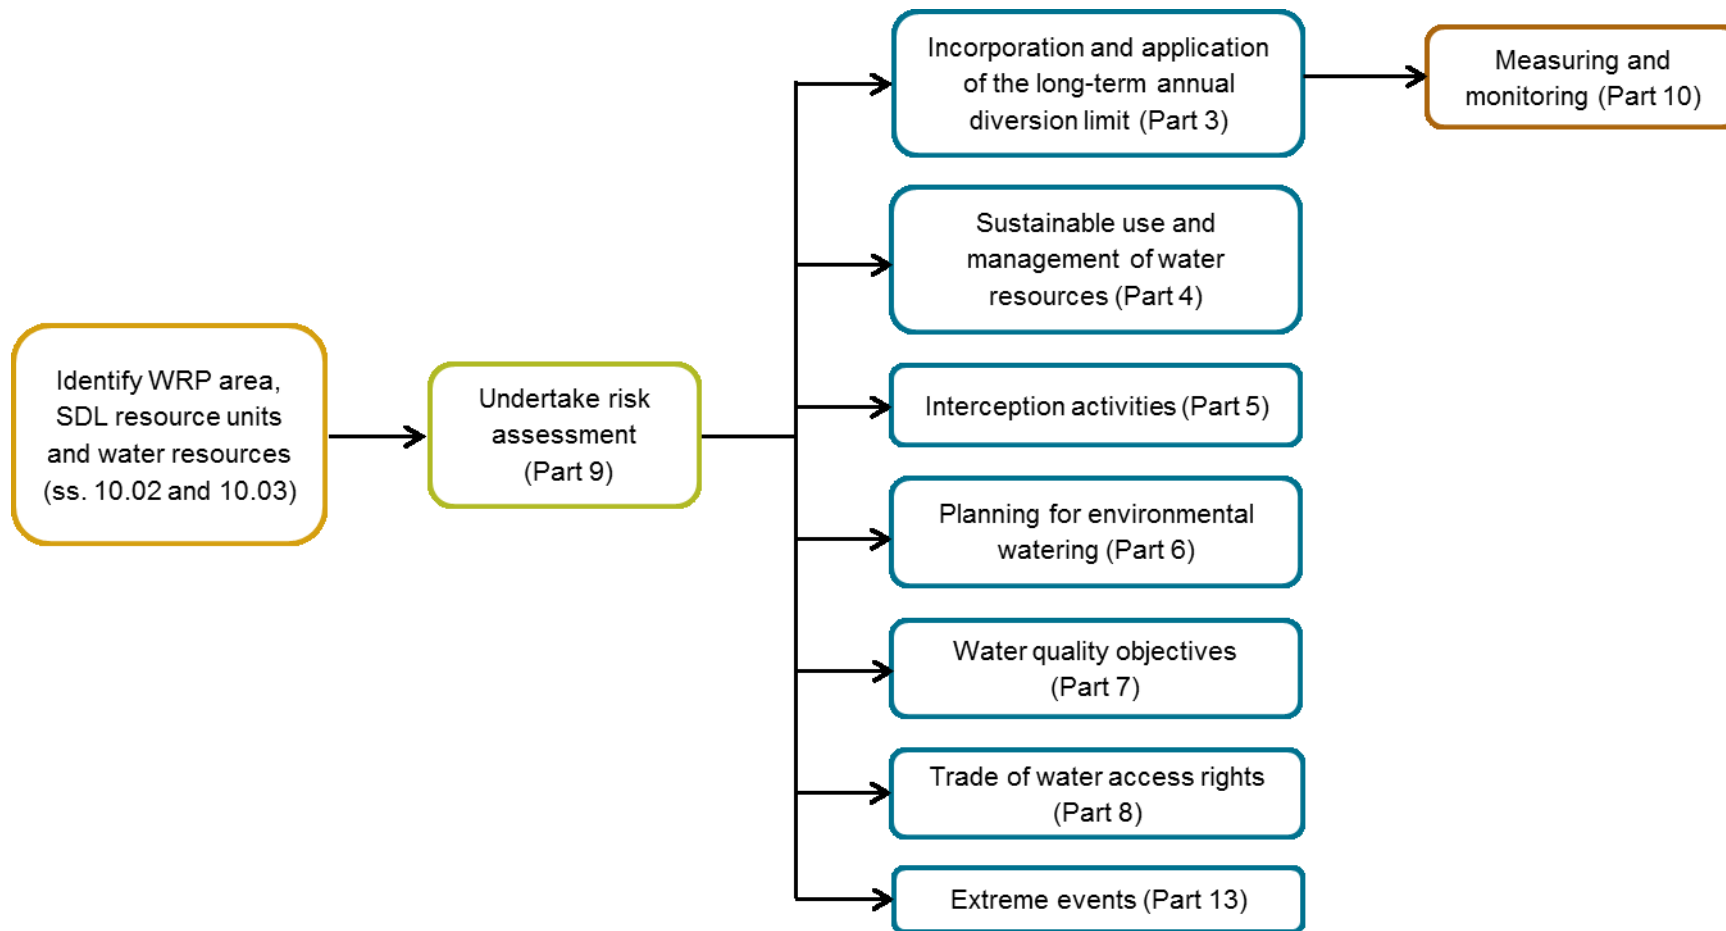 Identify WRP area,
SDL resource units
and water resources
(ss. 10.02 and 10.03)
Undertake risk
assessment
(Part 9)
Incorporation and application
of the long-term annual
diversion limit (Part 3)
Measuring and
monitoring (Part 10)
Sustainable use and
management of water
resources (Part 4)
Interception activities (Part 5)
Planning for environmental
watering (Part 6)
Water quality objectives
(Part 7)
Trade of water access rights
(Part 8)
Extreme events (Part 13)